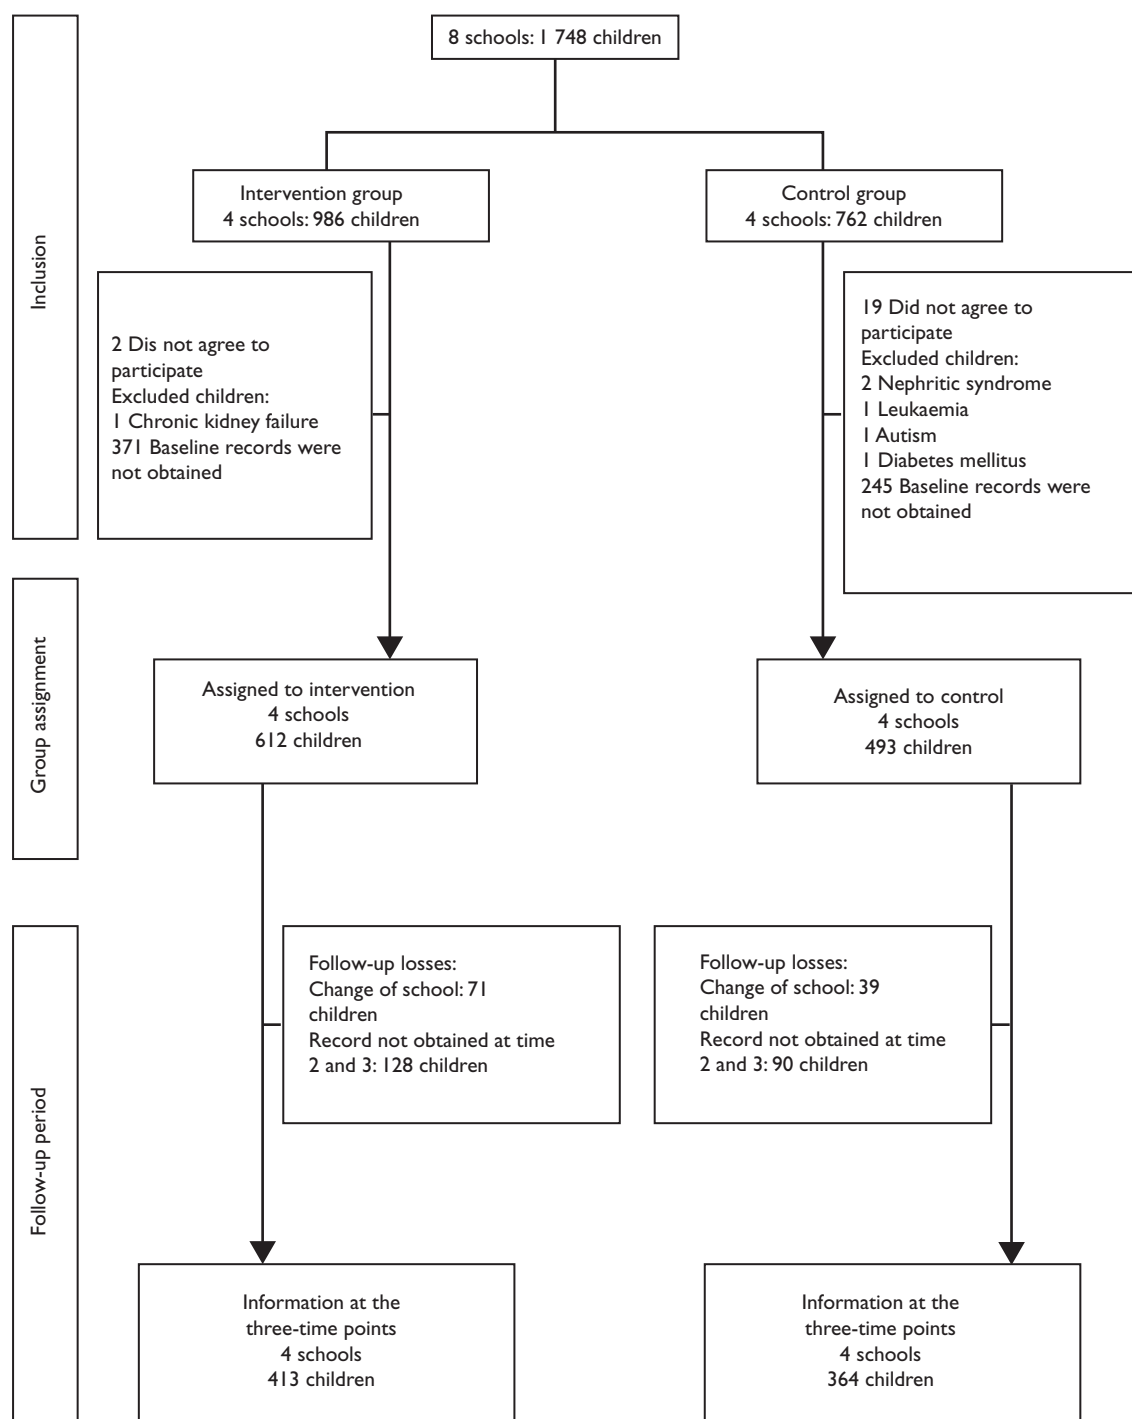 8 schools: 1 748 children
Inclusion
Intervention group
4 schools: 986 children
Control group
4 schools: 762 children
2 Dis not agree to
participate
Excluded children:
1 Chronic kidney failure
371 Baseline records were
not obtained
19 Did not agree to
participate
Excluded children:
2 Nephritic syndrome
1 Leukaemia
1 Autism
1 Diabetes mellitus
245 Baseline records were
not obtained
Group assignment
Assigned to intervention
4 schools
612 children
Assigned to control
4 schools
493 children
Follow-up period
Follow-up losses:
Change of school: 71
children
Record not obtained at time
2 and 3: 128 children
Follow-up losses:
Change of school: 39
children
Record not obtained at time
2 and 3: 90 children
Information at the
three-time points
4 schools
413 children
Information at the
three-time points
4 schools
364 children